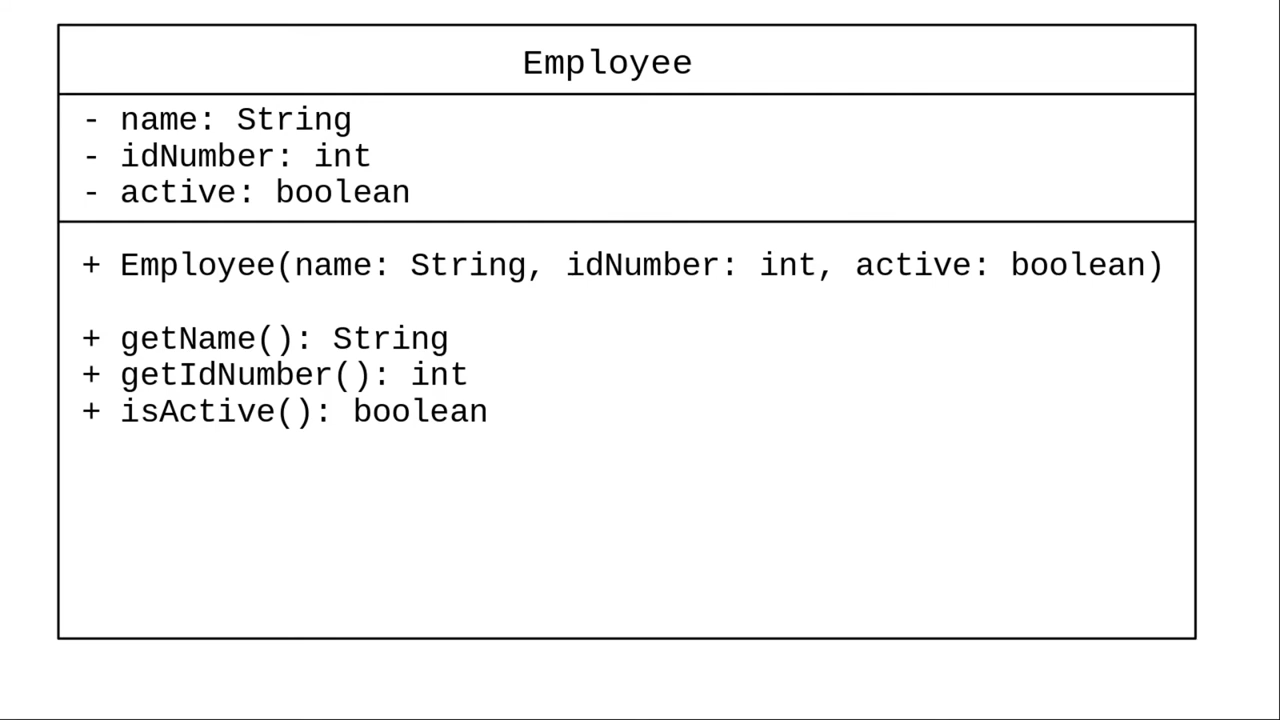 Employee
- name: String
- idNumber: int
- active: boolean
+ Employee(name: String, idNumber: int, active: boolean)
+ getName(): String
+ getIdNumber(): int
+ isActive(): boolean